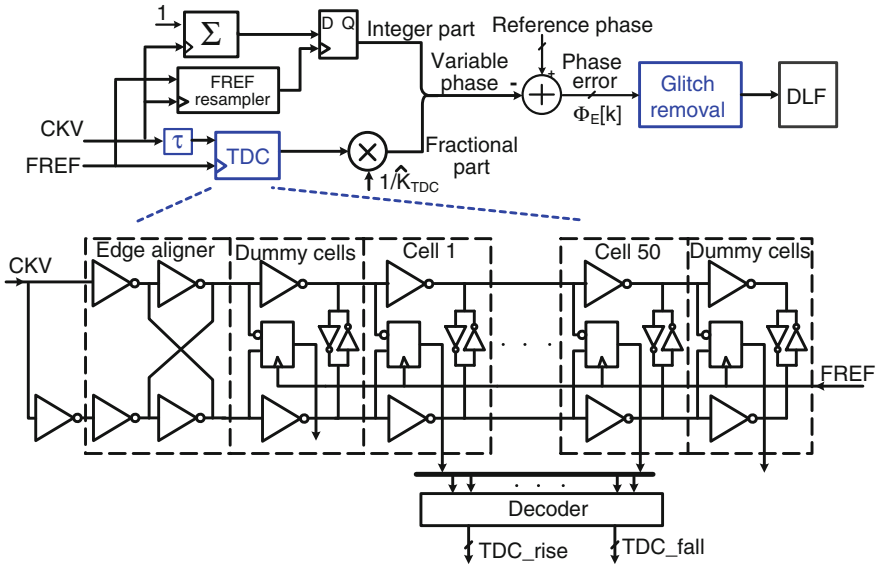 1
Σ
D Q
Integer part
Reference phase
FREF
resampler
Variable
phase
-
+
Phase
error
Φ_E[k]
Glitch
removal
DLF
CKV
τ
FREF
TDC
Fractional
part
1/K̂_TDC
Edge aligner
Dummy cells
Cell 1
Cell 50
Dummy cells
CKV
. . .
FREF
. . .
Decoder
TDC_rise
TDC_fall